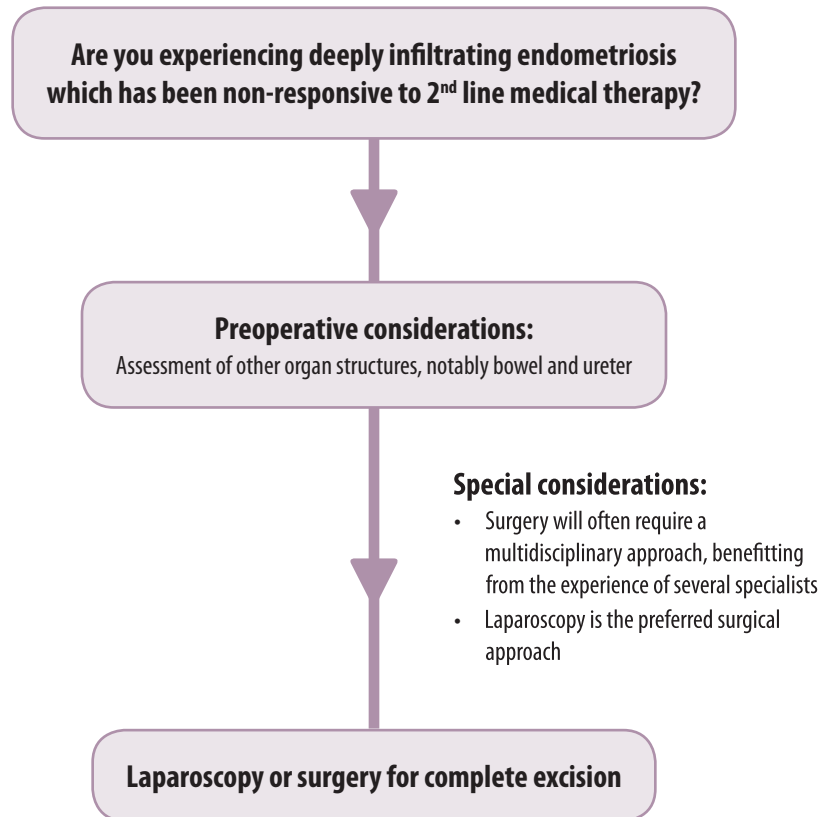 Are you experiencing deeply infiltrating endometriosis
which has been non-responsive to 2nd line medical therapy?
Preoperative considerations:
Assessment of other organ structures, notably bowel and ureter
Special considerations:
• Surgery will often require a
multidisciplinary approach, benefitting
from the experience of several specialists
• Laparoscopy is the preferred surgical
approach
Laparoscopy or surgery for complete excision